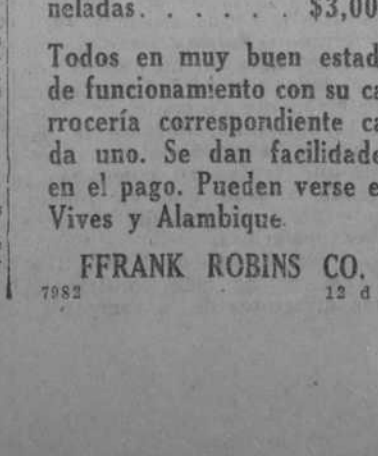 neladas. . . . . . . $3,00
Todos en muy buen estad
de funcionamiento con su ca
rrocería correspondiente ca
da uno. Se dan facilidade
en el pago. Pueden verse e
Vives y Alambique.
FFRANK ROBINS CO.
7982 12 d